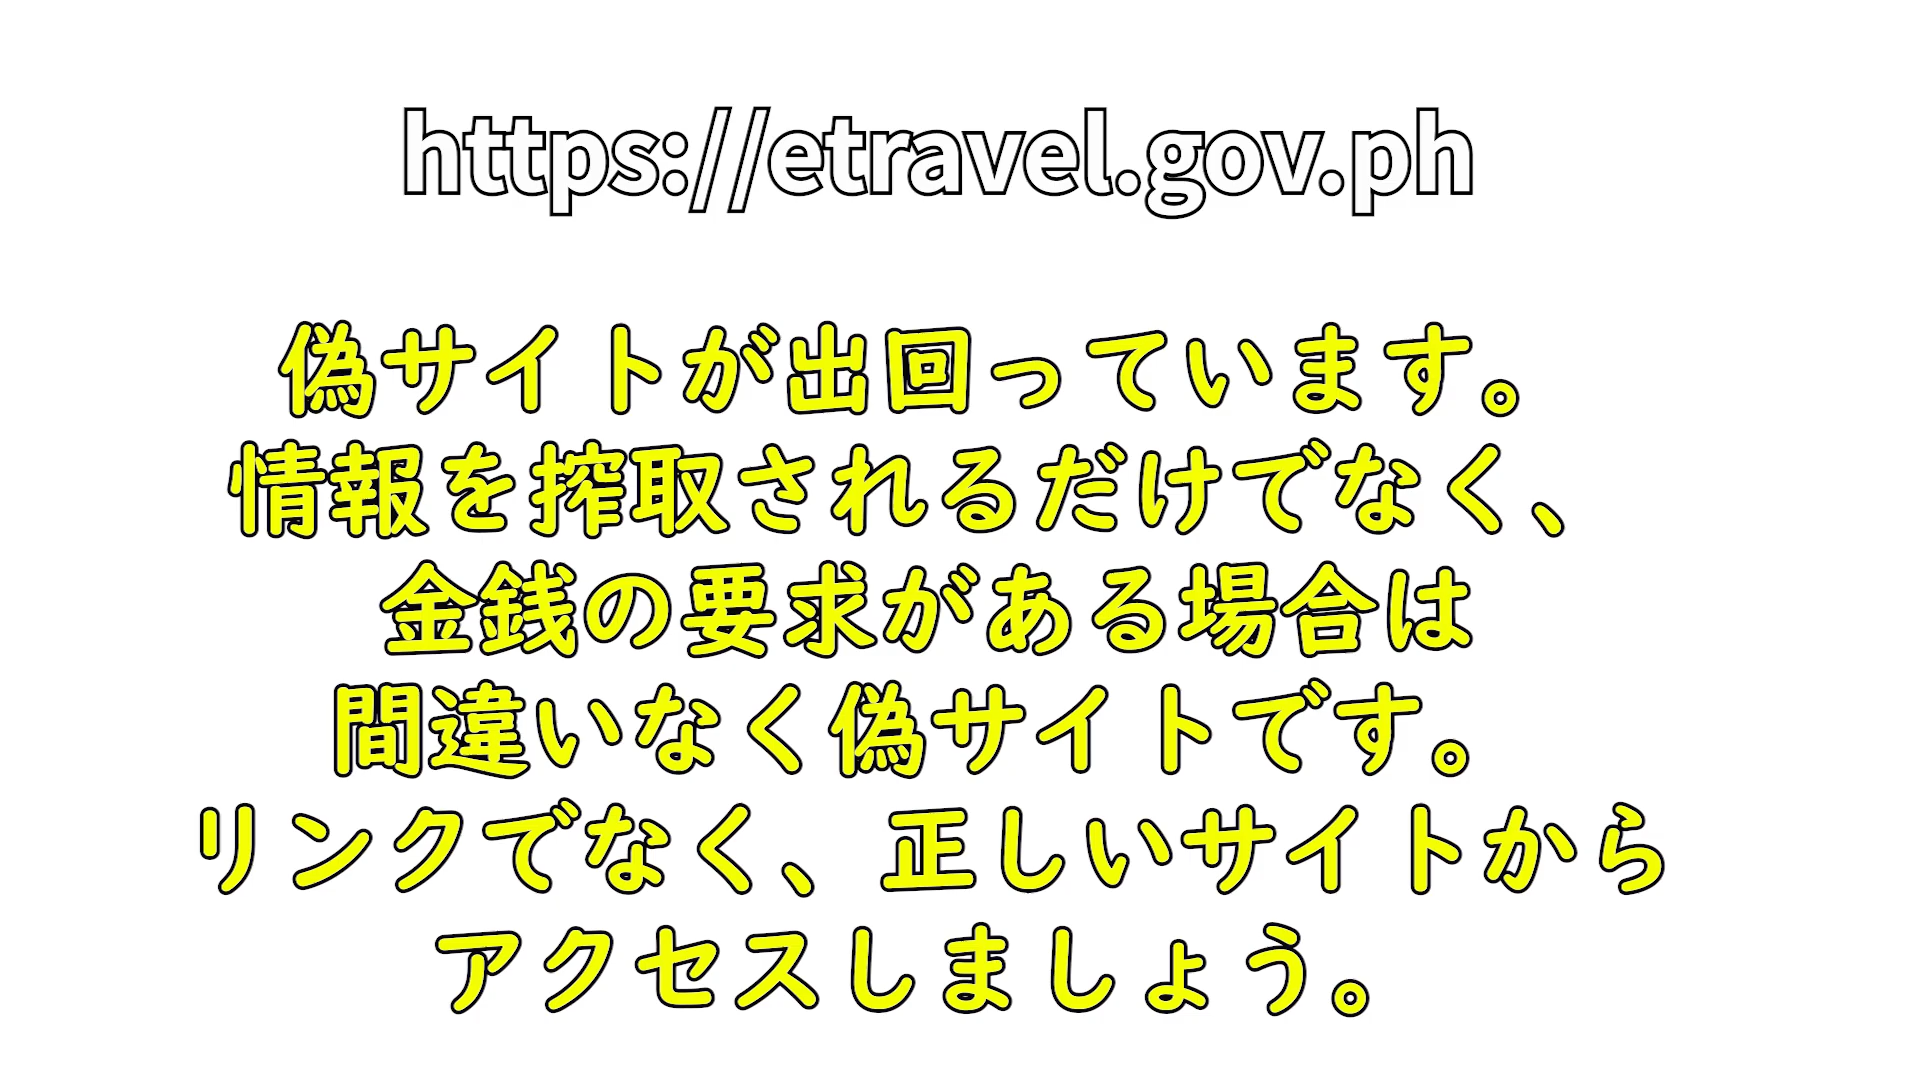 https://etravel.gov.ph
偽サイトが出回っています。
情報を搾取されるだけでなく、
金銭の要求がある場合は
間違いなく偽サイトです。
リンクでなく、正しいサイトから
アクセスしましょう。